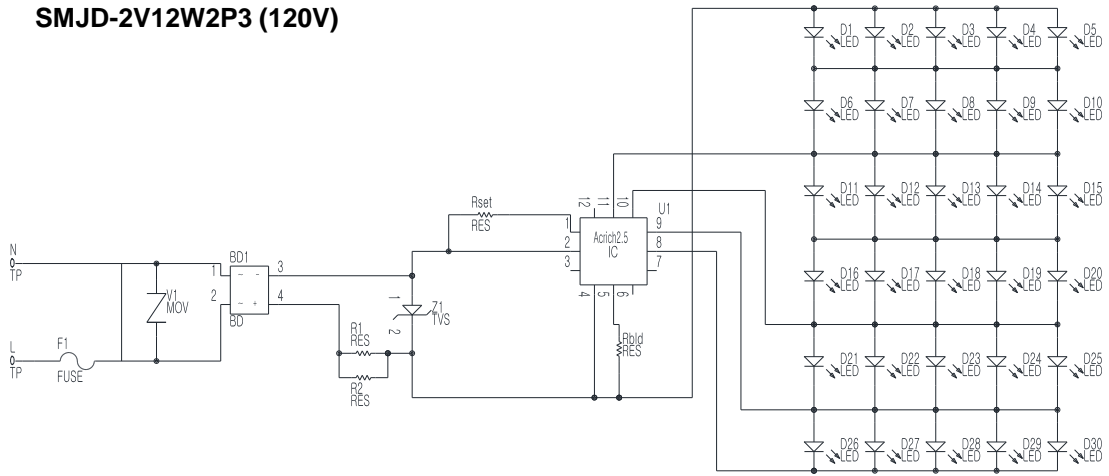 SMJD-2V12W2P3 (120V)
D1 LED D2 LED D3 LED D4 LED D5 LED
D6 LED D7 LED D8 LED D9 LED D10 LED
D11 LED D12 LED D13 LED D14 LED D15 LED
12 11 10
Rset
RES
U1
1 9
Acrich2.5
IC
2 8
3 7
4 5 6
N
TP
BD1
1 - - 3
2 - + 4
BD
V1
MOV
1
Z1
TVS
2
D16 LED D17 LED D18 LED D19 LED D20 LED
R1
RES
R2
RES
Rbld
RES
L
TP
F1
FUSE
D21 LED D22 LED D23 LED D24 LED D25 LED
D26 LED D27 LED D28 LED D29 LED D30 LED